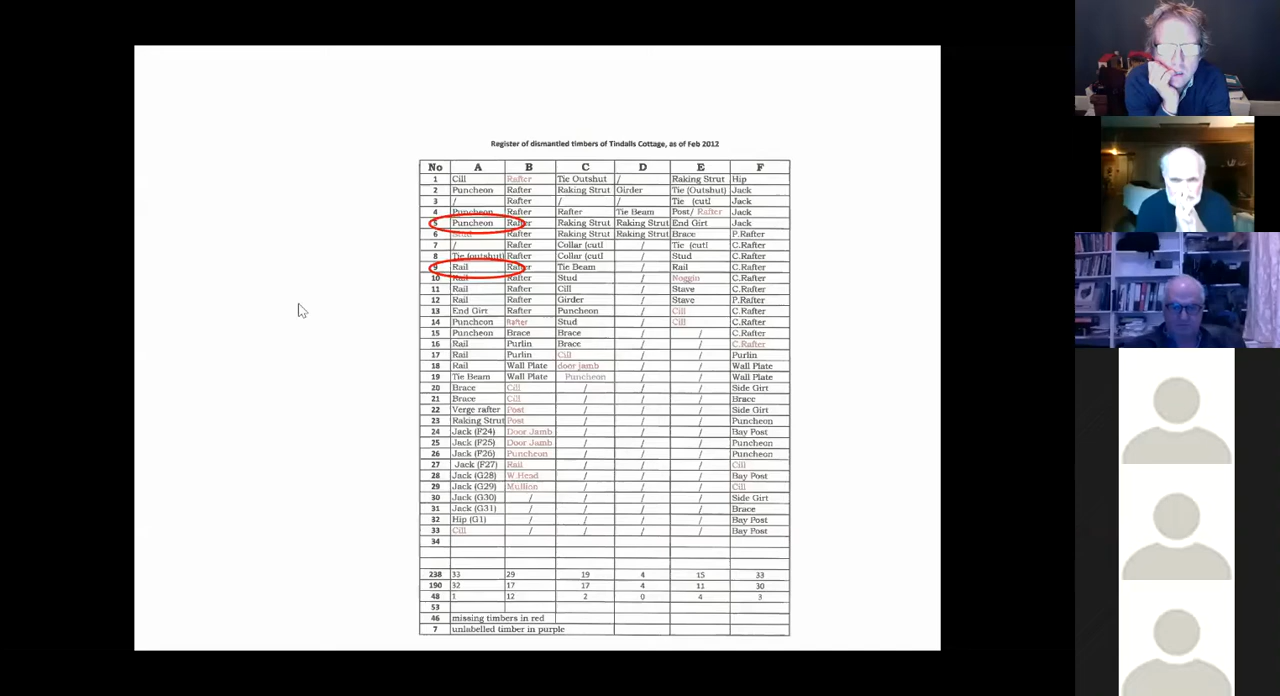 Register of dismantled timbers of Tindalls Cottage, as of Feb 2012
No A B C D E F
1 Cill Rafter Tie Outshut / Raking Strut Hip
2 Puncheon Rafter Raking Strut Girder Tie (Outshut) Jack
3 / Rafter / / Tie (cutl Jack
4 Puncheon Rafter Rafter Tie Beam Post/ Rafter Jack
5 Puncheon Rafter Raking Strut Raking Strut End Girt Jack
6 Stud Rafter Raking Strut Raking Strut Brace P.Rafter
7 / Rafter Collar (cutl / Tie (cutl C.Rafter
8 Tie (outshut) Rafter Collar (cutl / Stud C.Rafter
9 Rail Rafter Tie Beam / Rail C.Rafter
10 Rail Rafter Stud / Noggin C.Rafter
11 Rail Rafter Cill / Stave C.Rafter
12 Rail Rafter Girder / Stave P.Rafter
13 End Girt Rafter Puncheon / Cill C.Rafter
14 Puncheon Rafter Stud / Cill C.Rafter
15 Puncheon Brace Brace / / C.Rafter
16 Rail Purlin Brace / / C.Rafter
17 Rail Purlin Cill / / Purlin
18 Rail Wall Plate door jamb / / Wall Plate
19 Tie Beam Wall Plate Puncheon / / Wall Plate
20 Brace Cill / / / Side Girt
21 Brace Cill / / / Brace
22 Verge rafter Post / / / Side Girt
23 Raking Strut Post / / / Puncheon
24 Jack (F24) Door Jamb / / / Bay Post
25 Jack (F25) Door Jamb / / / Puncheon
26 Jack (F26) Puncheon / / / Puncheon
27 Jack (F27) Rail / / / Cill
28 Jack (G28) W.Head / / / Bay Post
29 Jack (G29) Mullion / / / Cill
30 Jack (G30) / / / / Side Girt
31 Jack (G31) / / / / Brace
32 Hip (G1) / / / / Bay Post
33 Cill / / / / Bay Post
34
238 33 29 19 4 15 33
190 32 17 17 4 11 30
48 1 12 2 0 4 3
53
46 missing timbers in red
7 unlabelled timber in purple